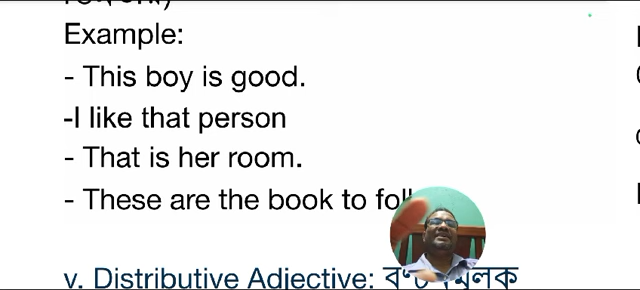 Example:
- This boy is good.
-I like that person
- That is her room.
- These are the book to
v. Distributive Adjective: